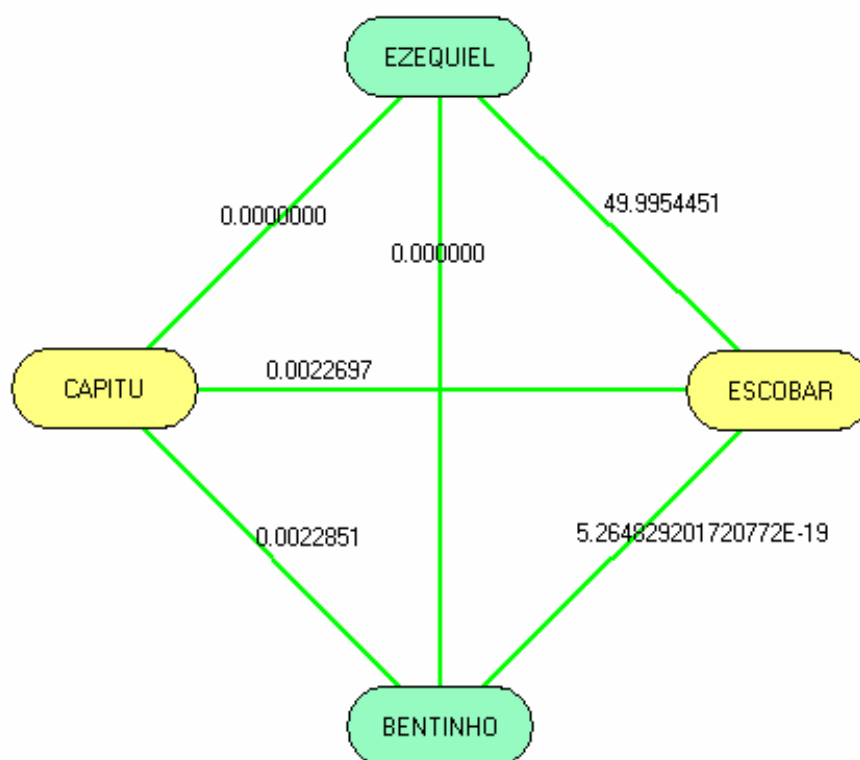 EZEQUIEL
49.9954451
0.0000000
0.000000
0.0022697
CAPITU
ESCOBAR
0.0022851
5.264829201720772E-19
BENTINHO